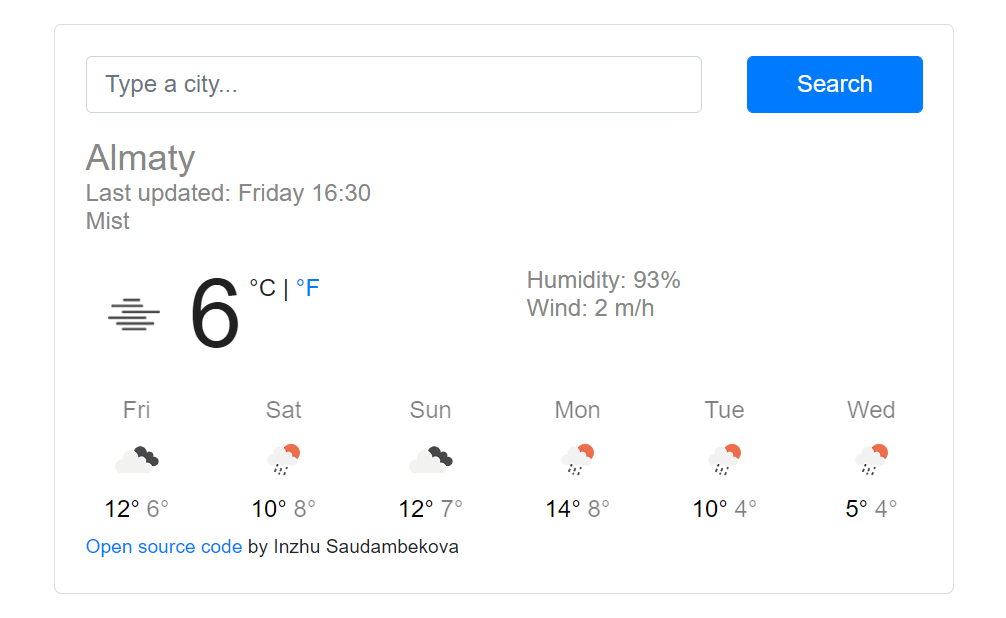 Type a city...
Search
Almaty
Last updated: Friday 16:30
Mist
6 °C | °F
Humidity: 93%
Wind: 2 m/h
Fri Sat Sun Mon Tue Wed
12° 6° 10° 8° 12° 7° 14° 8° 10° 4° 5° 4°
Open source code by Inzhu Saudambekova